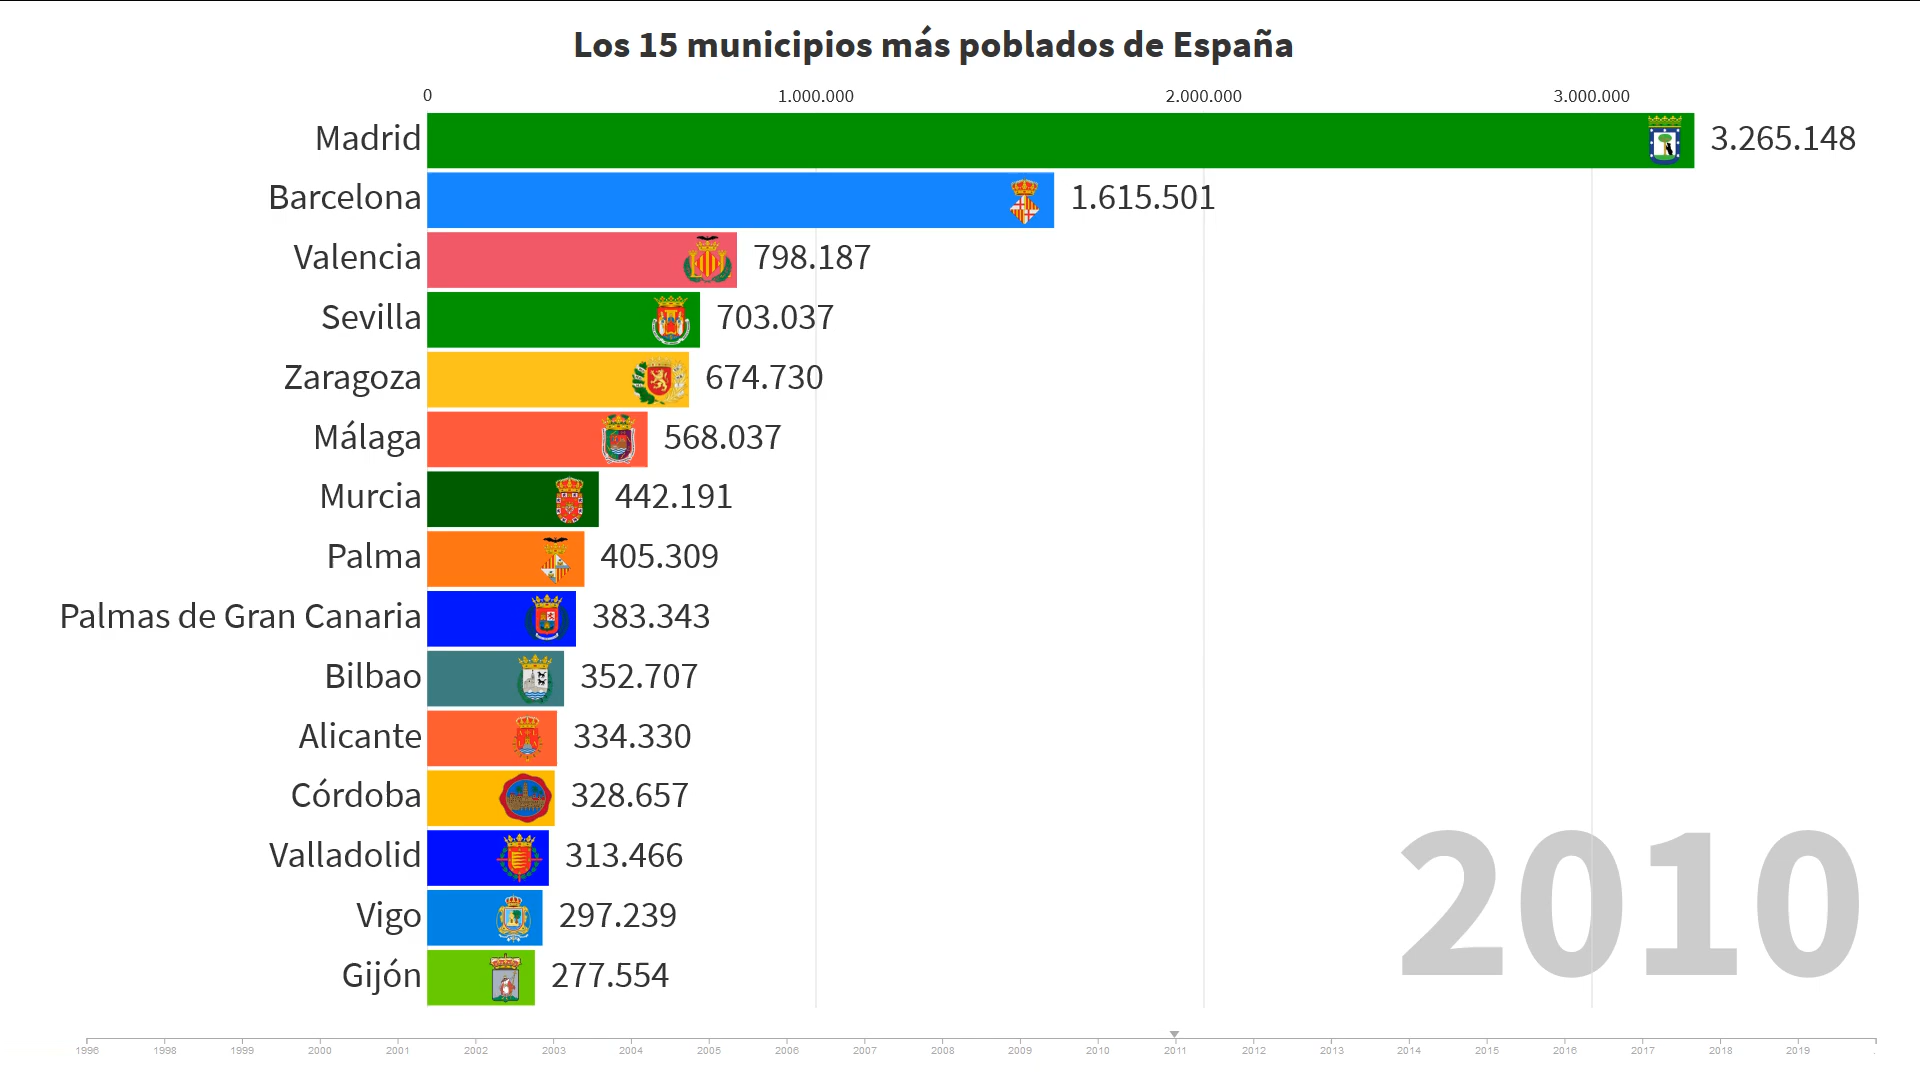 Los 15 municipios más poblados de España
0 1.000.000 2.000.000 3.000.000
Madrid 3.265.148
Barcelona 1.615.501
Valencia 798.187
Sevilla 703.037
Zaragoza 674.730
Málaga 568.037
Murcia 442.191
Palma 405.309
Palmas de Gran Canaria 383.343
Bilbao 352.707
Alicante 334.330
Córdoba 328.657
Valladolid 313.466
Vigo 297.239
Gijón 277.554
2010
1996 1998 1999 2000 2001 2002 2003 2004 2005 2006 2007 2008 2009 2010 2011 2012 2013 2014 2015 2016 2017 2018 2019